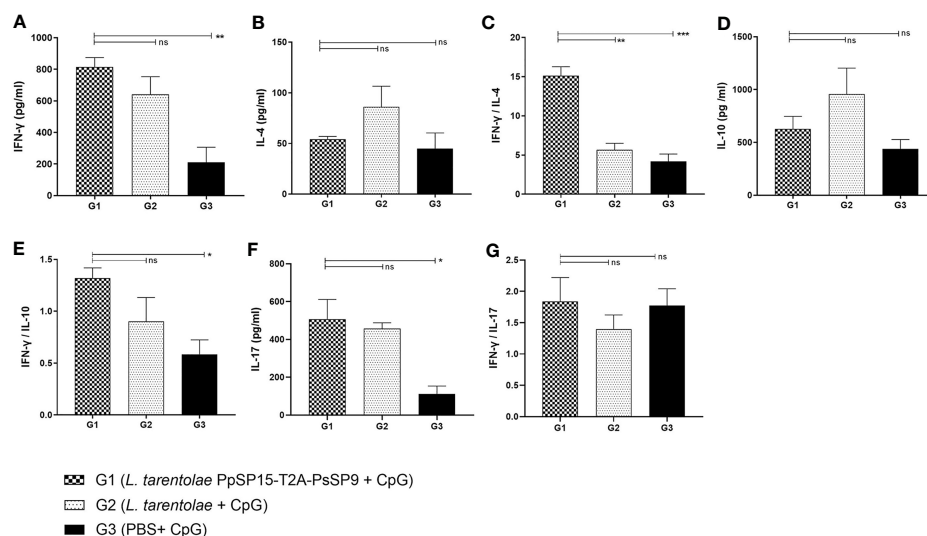 A
IFN-γ (pg/ml)
1000
800
600
400
200
0
**
ns
G1 G2 G3
B
IL-4 (pg/ml)
150
100
50
0
ns
ns
G1 G2 G3
C
IFN-γ / IL-4
20
15
10
5
0
***
**
G1 G2 G3
D
IL-10 (pg /ml)
1500
1000
500
0
ns
ns
G1 G2 G3
E
IFN-γ / IL-10
1.5
1.0
0.5
0.0
*
ns
G1 G2 G3
F
IL-17 (pg/ml)
800
600
400
200
0
*
ns
G1 G2 G3
G
IFN-γ / IL-17
2.5
2.0
1.5
1.0
0.5
0.0
ns
ns
G1 G2 G3
G1 (L. tarentolae PpSP15-T2A-PsSP9 + CpG)
G2 (L. tarentolae + CpG)
G3 (PBS+ CpG)